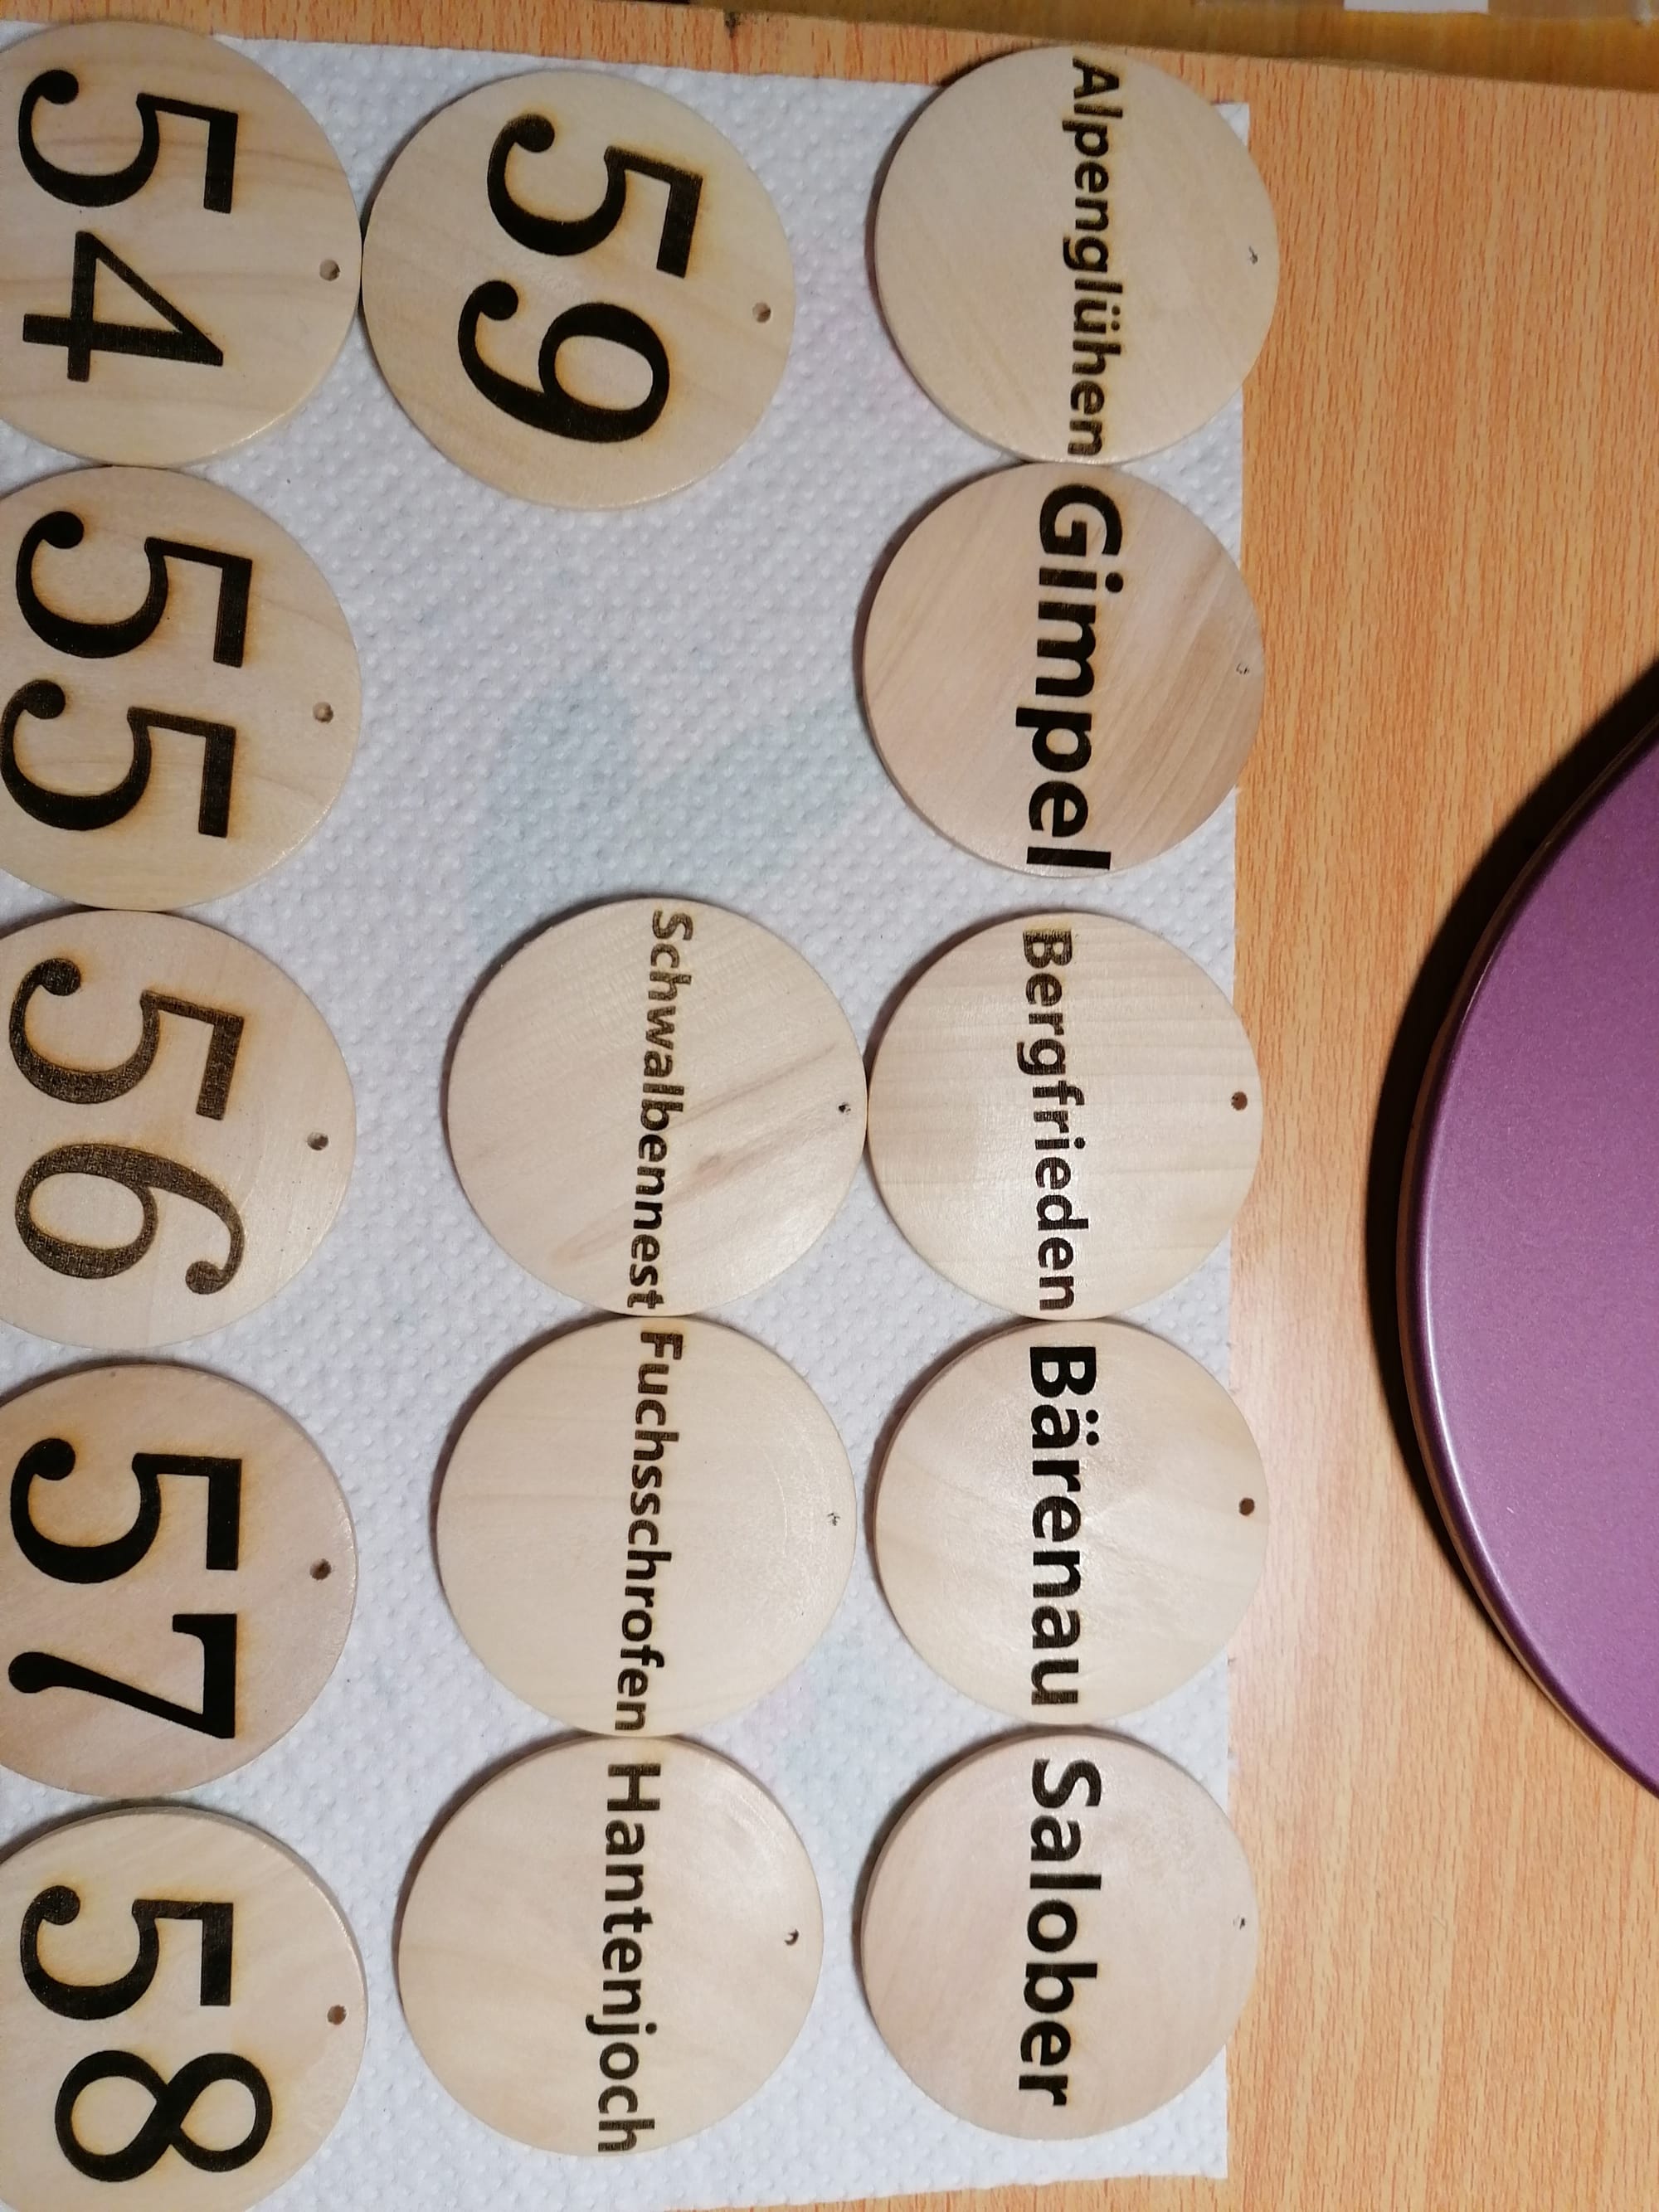 Alpenglühen
Gimpel
Bergfrieden
Bärenau
Salober
Schwalbennest
Fuchsschrofen
Hantenjoch
59
54
55
56
57
58